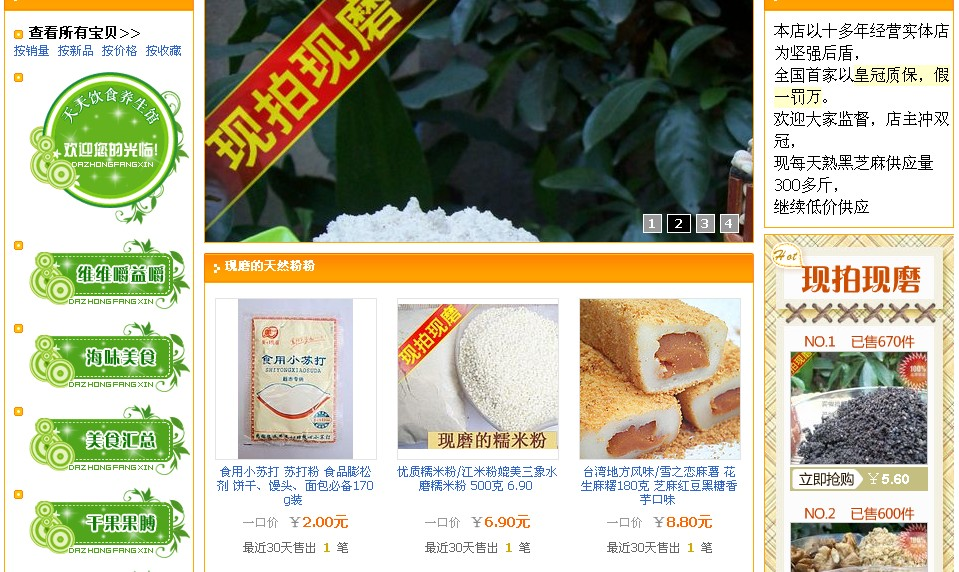 查看所有宝贝>>
按销量 按新品 按价格 按收藏
天天饮食养生馆
欢迎您的光临!
DAZHONGFANGXIN
维维嚼益嚼
DAZHONGFANGXIN
海味美食
DAZHONGFANGXIN
美食汇总
DAZHONGFANGXIN
干果果脯
DAZHONGFANGXIN
现拍现磨
1 2 3 4
现磨的天然粉粉
食用小苏打
SHIYONGXIAOSUDA
食用小苏打 苏打粉 食品膨松
剂 饼干、馒头、面包必备170
g装
一口价 ￥2.00元
最近30天售出 1 笔
现拍现磨
现磨的糯米粉
优质糯米粉/江米粉媲美三象水
磨糯米粉 500克 6.90
一口价 ￥6.90元
最近30天售出 1 笔
台湾地方风味/雪之恋麻薯 花
生麻糬180克 芝麻红豆黑糖香
芋口味
一口价 ￥8.80元
最近30天售出 1 笔
本店以十多年经营实体店
为坚强后盾，
全国首家以皇冠质保，假
一罚万。
欢迎大家监督，店主冲双
冠，
现每天熟黑芝麻供应量
300多斤，
继续低价供应
Hot
现拍现磨
NO.1 已售670件
100%
立即抢购 ￥5.60
NO.2 已售600件
100%